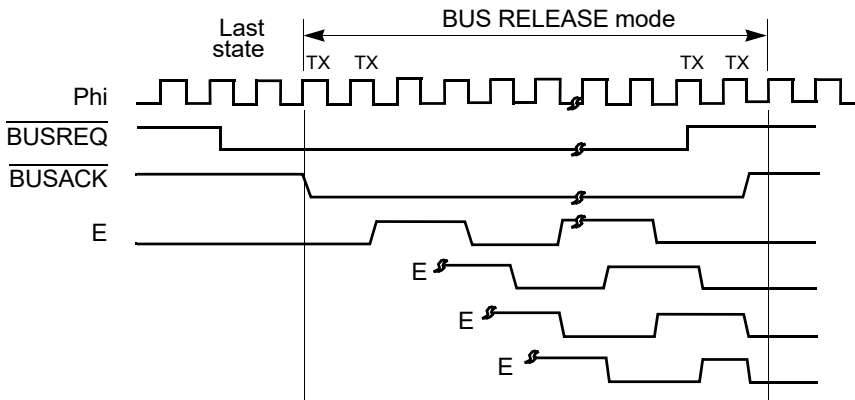 BUS RELEASE mode
Last
state
TX TX TX TX
Phi
BUSREQ
BUSACK
E
E
E
E